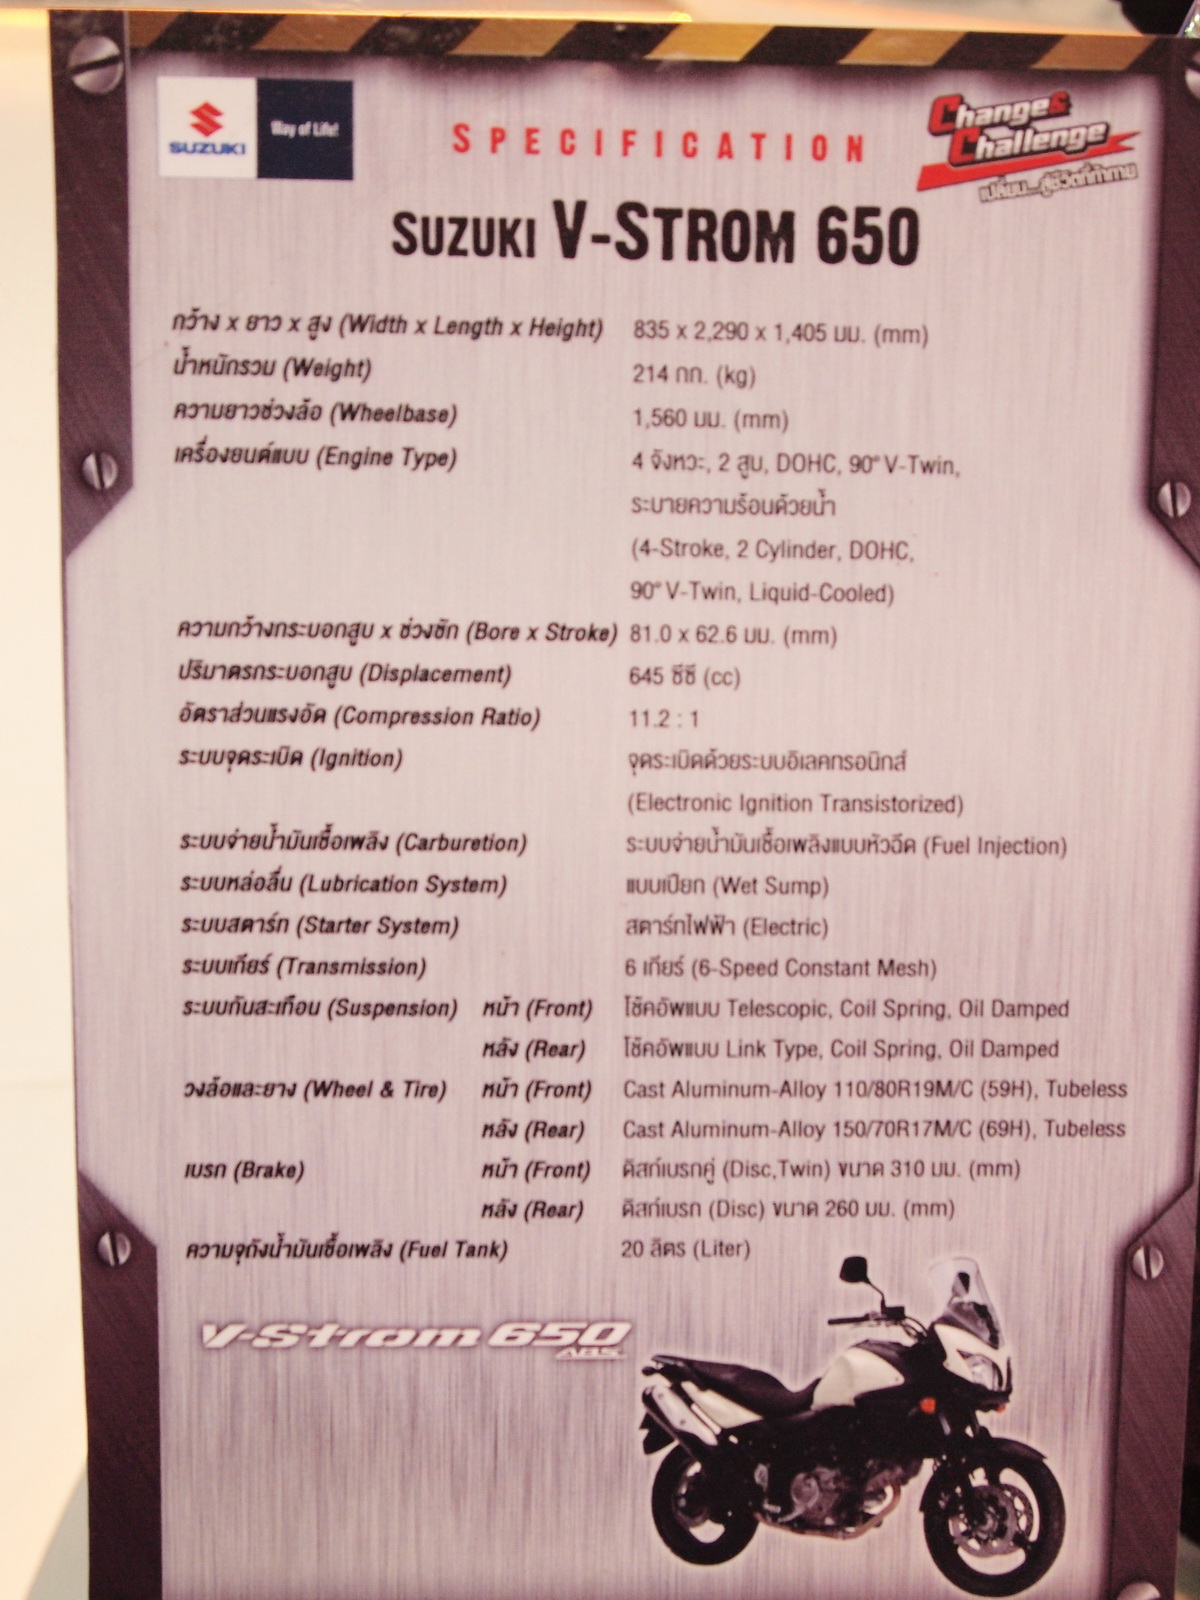 SUZUKI
Way of Life!
SPECIFICATION
Change &
Challenge
เปลี่ยน...สู่ชีวิตที่ท้าทาย
SUZUKI V-STROM 650
กว้าง x ยาว x สูง (Width x Length x Height) 835 x 2,290 x 1,405 มม. (mm)
น้ำหนักรวม (Weight) 214 กก. (kg)
ความยาวช่วงล้อ (Wheelbase) 1,560 มม. (mm)
เครื่องยนต์แบบ (Engine Type) 4 จังหวะ, 2 สูบ, DOHC, 90° V-Twin,
ระบายความร้อนด้วยน้ำ
(4-Stroke, 2 Cylinder, DOHC,
90° V-Twin, Liquid-Cooled)
ความกว้างกระบอกสูบ x ช่วงชัก (Bore x Stroke) 81.0 x 62.6 มม. (mm)
ปริมาตรกระบอกสูบ (Displacement) 645 ซีซี (cc)
อัตราส่วนแรงอัด (Compression Ratio) 11.2 : 1
ระบบจุดระเบิด (Ignition) จุดระเบิดด้วยระบบอิเลคทรอนิกส์
(Electronic Ignition Transistorized)
ระบบจ่ายน้ำมันเชื้อเพลิง (Carburetion) ระบบจ่ายน้ำมันเชื้อเพลิงแบบหัวฉีด (Fuel Injection)
ระบบหล่อลื่น (Lubrication System) แบบเปียก (Wet Sump)
ระบบสตาร์ท (Starter System) สตาร์ทไฟฟ้า (Electric)
ระบบเกียร์ (Transmission) 6 เกียร์ (6-Speed Constant Mesh)
ระบบกันสะเทือน (Suspension) หน้า (Front) โช้คอัพแบบ Telescopic, Coil Spring, Oil Damped
หลัง (Rear) โช้คอัพแบบ Link Type, Coil Spring, Oil Damped
วงล้อและยาง (Wheel & Tire) หน้า (Front) Cast Aluminum-Alloy 110/80R19M/C (59H), Tubeless
หลัง (Rear) Cast Aluminum-Alloy 150/70R17M/C (69H), Tubeless
เบรก (Brake) หน้า (Front) ดิสก์เบรกคู่ (Disc,Twin) ขนาด 310 มม. (mm)
หลัง (Rear) ดิสก์เบรก (Disc) ขนาด 260 มม. (mm)
ความจุถังน้ำมันเชื้อเพลิง (Fuel Tank) 20 ลิตร (Liter)
V-Strom 650
ABS